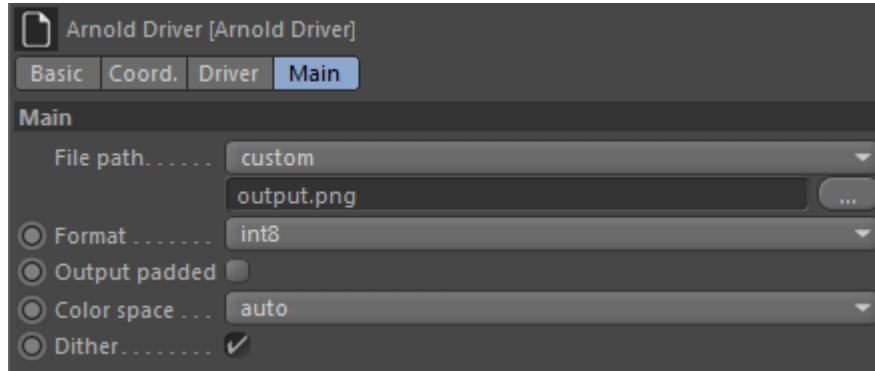 Arnold Driver [Arnold Driver]
Basic Coord. Driver Main
Main
File path. . . . . . custom
output.png ...
Format . . . . . . . int8
Output padded
Color space . . . auto
Dither. . . . . . . .